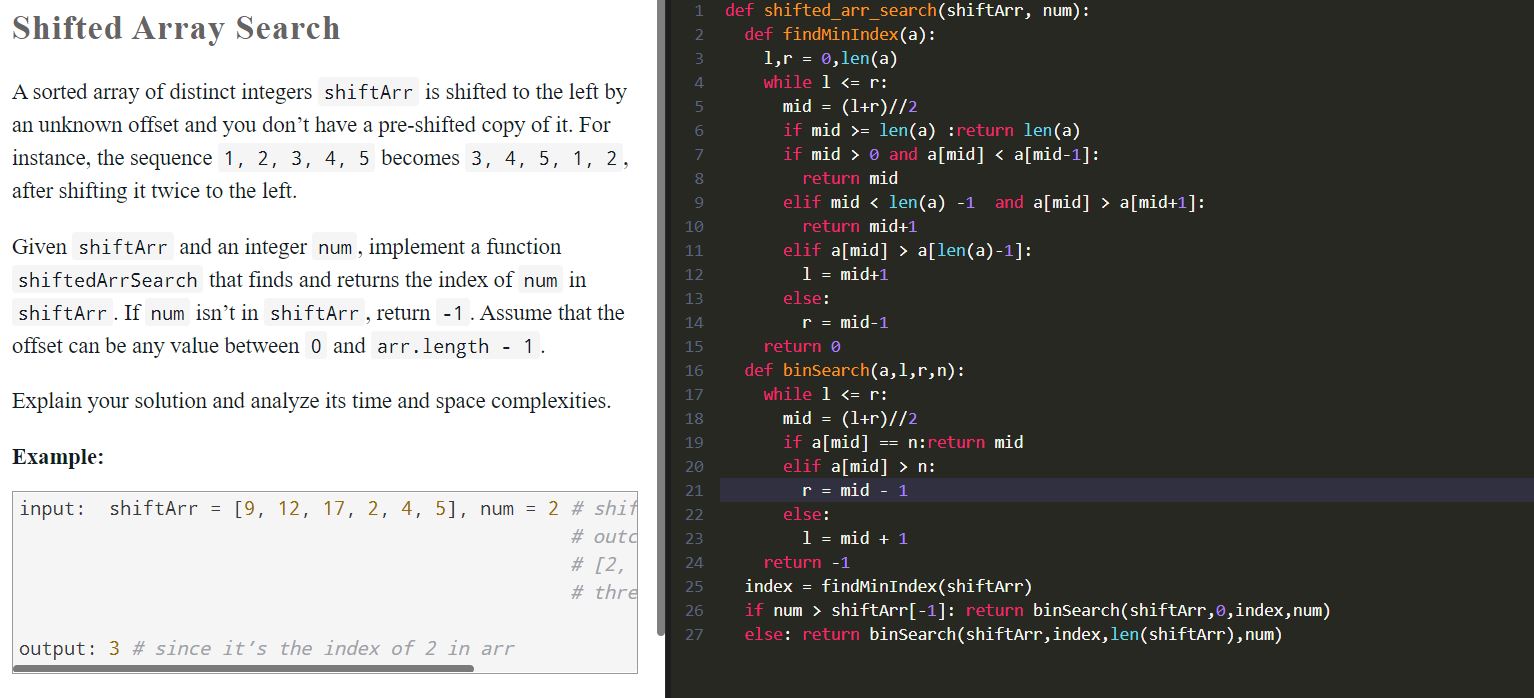 Shifted Array Search
A sorted array of distinct integers shiftArr is shifted to the left by
an unknown offset and you don’t have a pre-shifted copy of it. For
instance, the sequence 1, 2, 3, 4, 5 becomes 3, 4, 5, 1, 2 ,
after shifting it twice to the left.
Given shiftArr and an integer num , implement a function
shiftedArrSearch that finds and returns the index of num in
shiftArr . If num isn’t in shiftArr , return -1 . Assume that the
offset can be any value between 0 and arr.length - 1 .
Explain your solution and analyze its time and space complexities.
Example:
input:  shiftArr = [9, 12, 17, 2, 4, 5], num = 2 # shif
# outc
# [2,
# thre
output: 3 # since it’s the index of 2 in arr
1 def shifted_arr_search(shiftArr, num):
2   def findMinIndex(a):
3     l,r = 0,len(a)
4     while l <= r:
5       mid = (l+r)//2
6       if mid >= len(a) :return len(a)
7       if mid > 0 and a[mid] < a[mid-1]:
8         return mid
9       elif mid < len(a) -1  and a[mid] > a[mid+1]:
10         return mid+1
11       elif a[mid] > a[len(a)-1]:
12         l = mid+1
13       else:
14         r = mid-1
15     return 0
16   def binSearch(a,l,r,n):
17     while l <= r:
18       mid = (l+r)//2
19       if a[mid] == n:return mid
20       elif a[mid] > n:
21         r = mid - 1
22       else:
23         l = mid + 1
24     return -1
25   index = findMinIndex(shiftArr)
26   if num > shiftArr[-1]: return binSearch(shiftArr,0,index,num)
27   else: return binSearch(shiftArr,index,len(shiftArr),num)